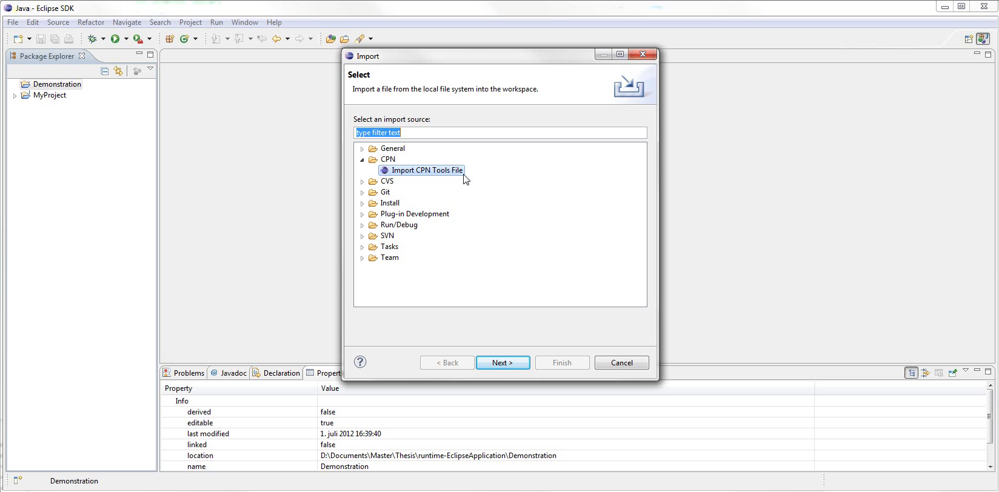 Java - Eclipse SDK
File Edit Source Refactor Navigate Search Project Run Window Help
Package Explorer
Demonstration
MyProject
Import
Select
Import a file from the local file system into the workspace.
Select an import source:
type filter text
General
CPN
Import CPN Tools File
CVS
Git
Install
Plug-in Development
Run/Debug
SVN
Tasks
Team
< Back Next > Finish Cancel
Problems @ Javadoc Declaration Propert
Property Value
Info
derived false
editable true
last modified 1. juli 2012 16:39:40
linked false
location D:\Documents\Master\Thesis\runtime-EclipseApplication\Demonstration
name Demonstration
Demonstration